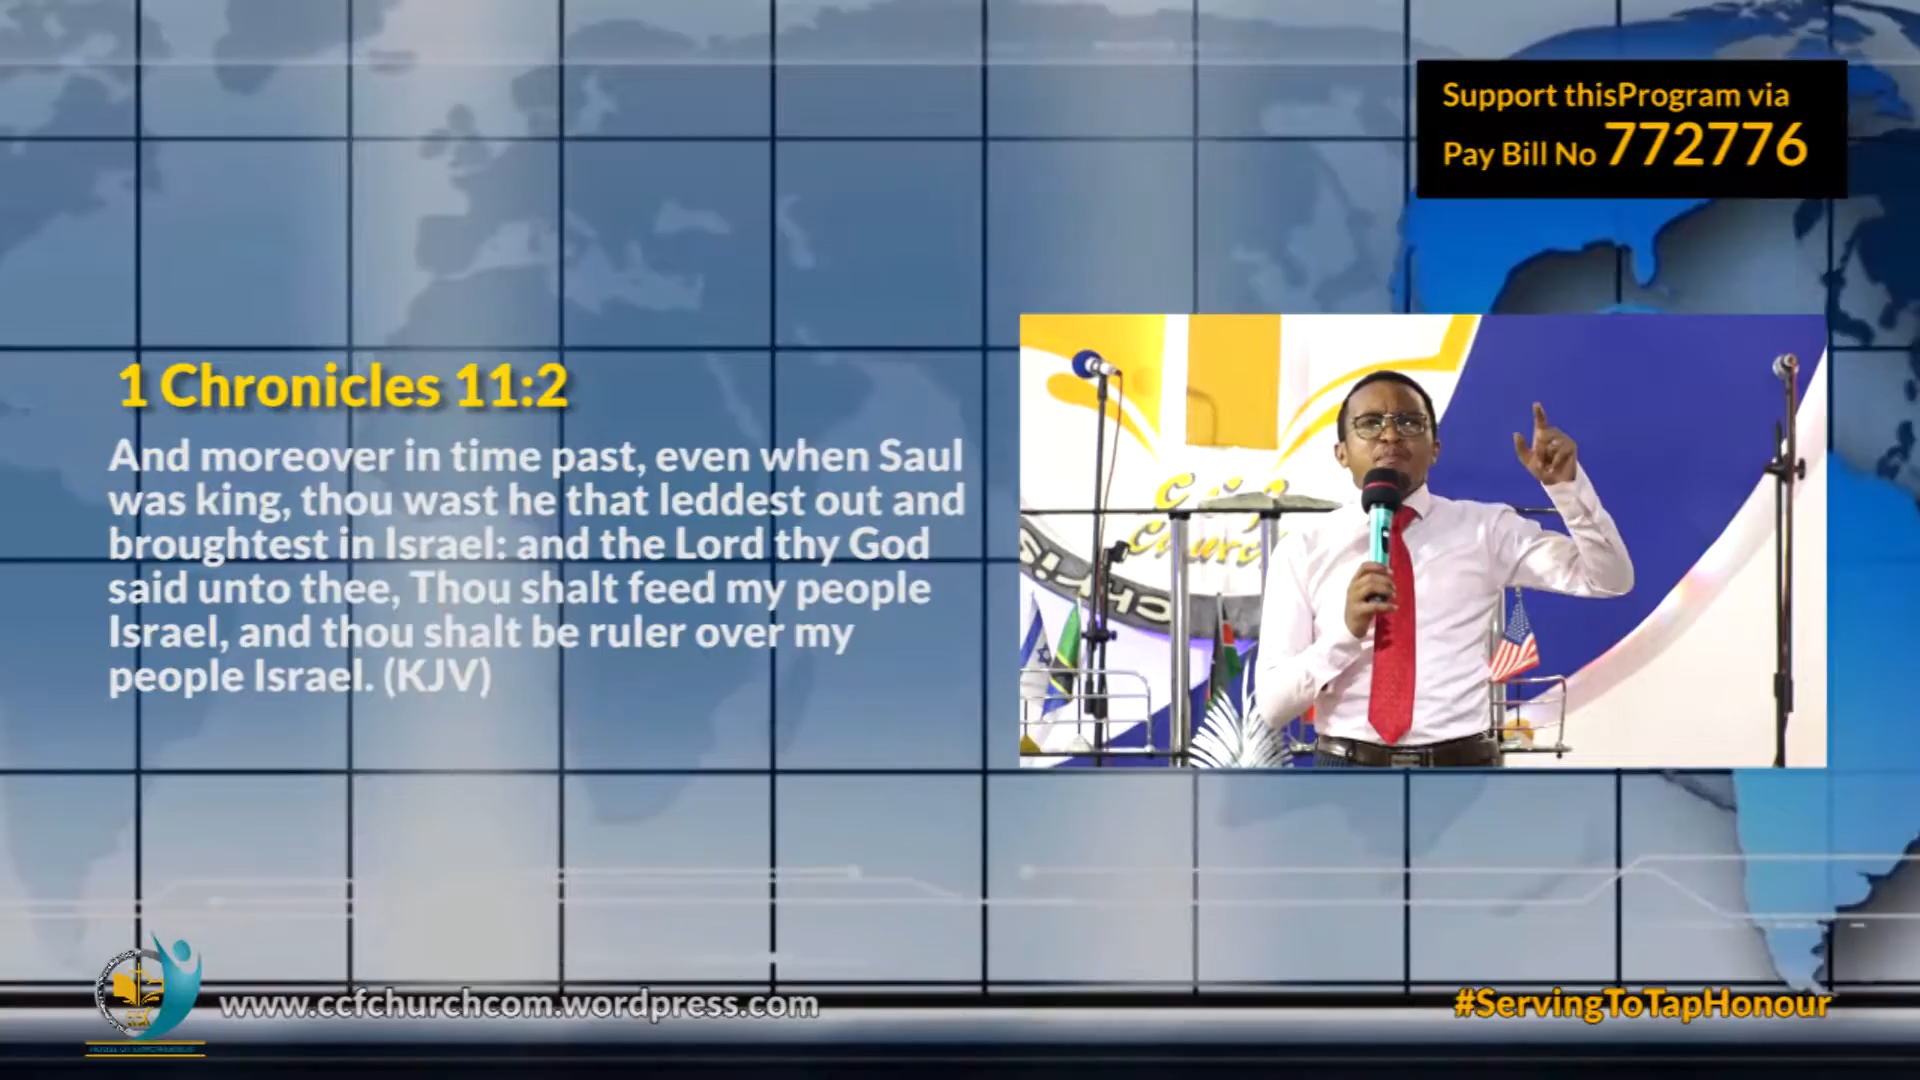 Support thisProgram via
Pay Bill No 772776
1 Chronicles 11:2
And moreover in time past, even when Saul
was king, thou wast he that leddest out and
broughtest in Israel: and the Lord thy God
said unto thee, Thou shalt feed my people
Israel, and thou shalt be ruler over my
people Israel. (KJV)
Church
www.ccfchurchcom.wordpress.com
#ServingToTapHonour